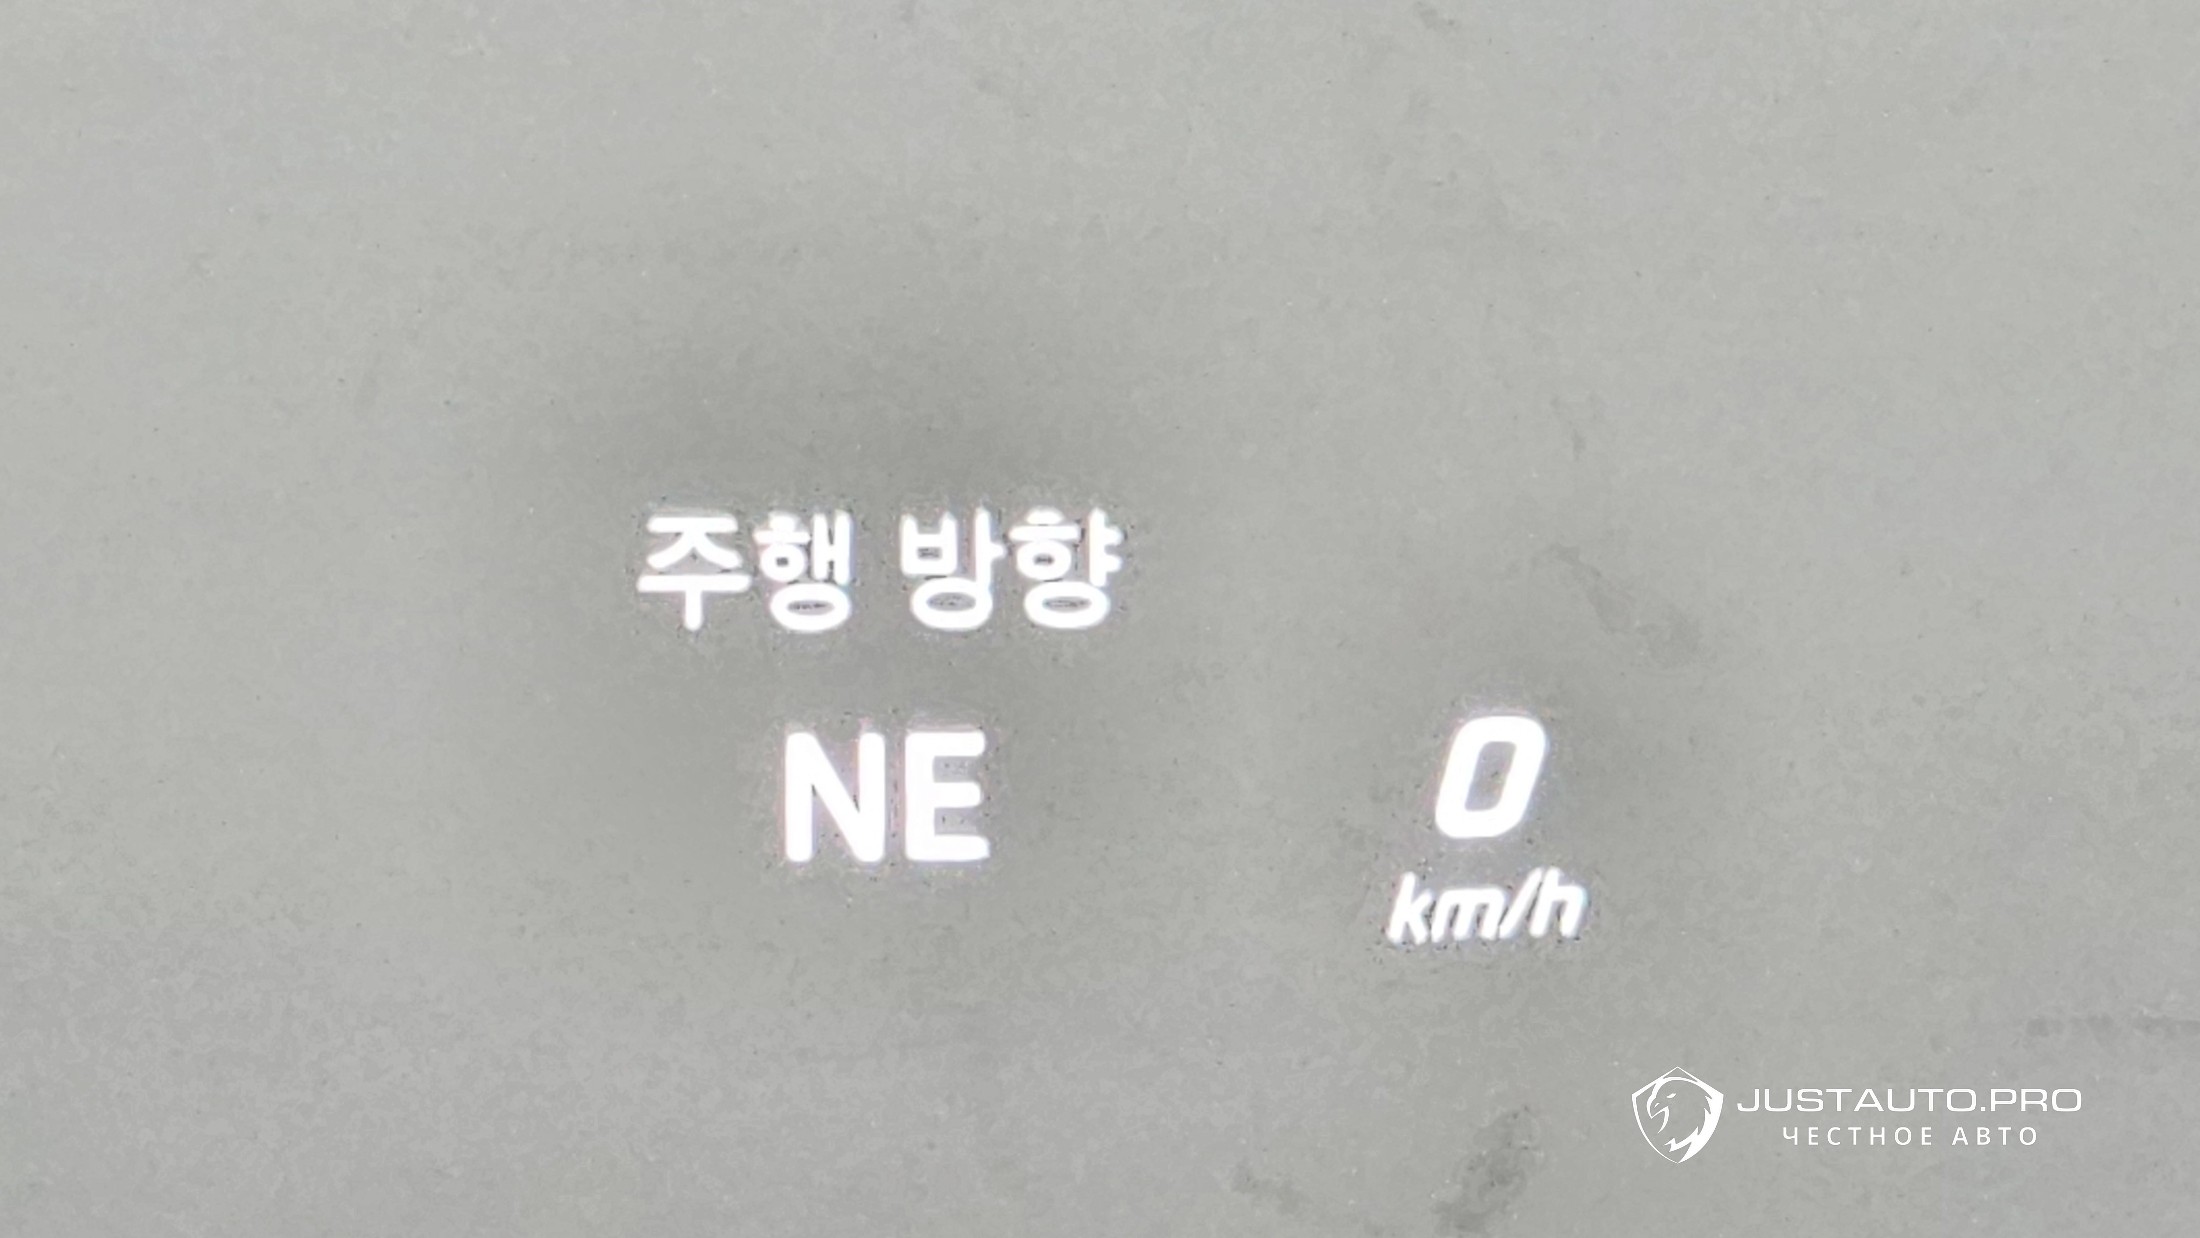 주행 방향
NE
0
km/h
JUSTAUTO.PRO
ЧЕСТНОЕ АВТО